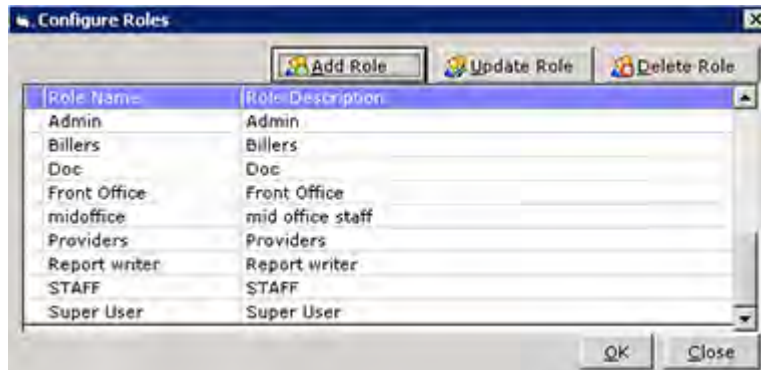 Configure Roles
Add Role Update Role Delete Role
Role Name Role Description
Admin Admin
Billers Billers
Doc Doc
Front Office Front Office
midoffice mid office staff
Providers Providers
Report writer Report writer
STAFF STAFF
Super User Super User
OK Close